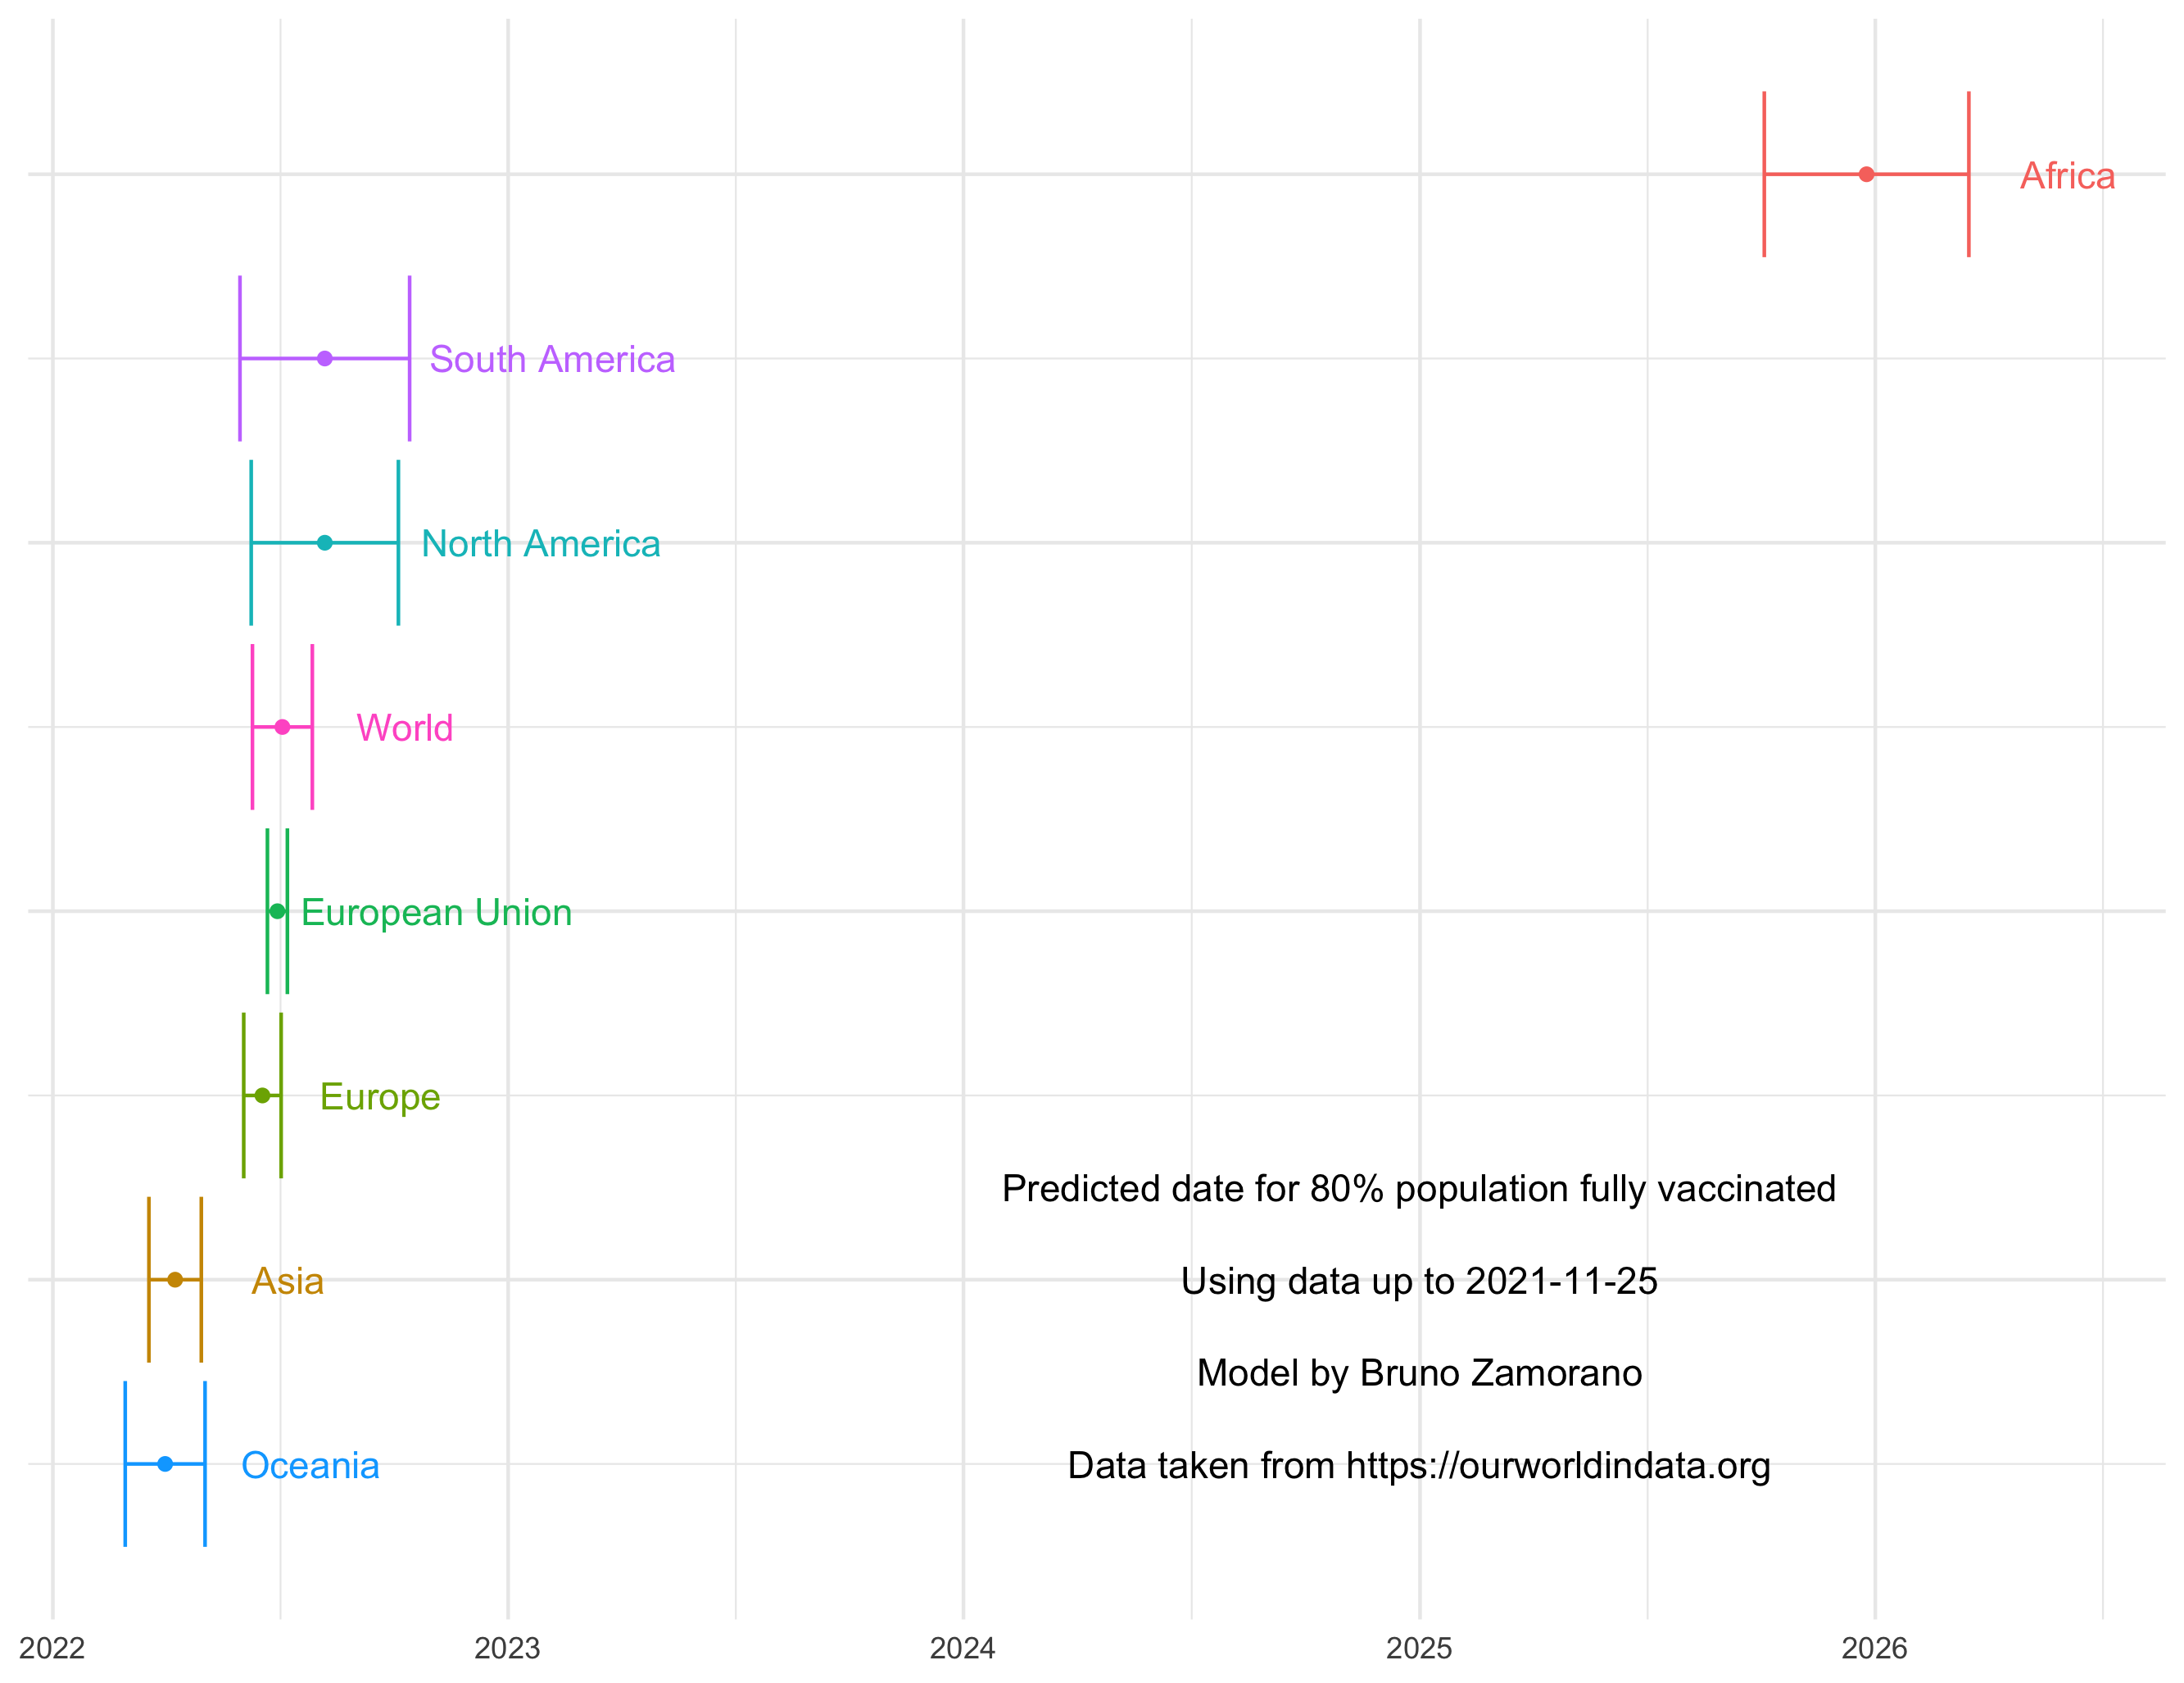 Africa
South America
North America
World
European Union
Europe
Predicted date for 80% population fully vaccinated
Asia
Using data up to 2021-11-25
Model by Bruno Zamorano
Oceania
Data taken from https://ourworldindata.org
2022 2023 2024 2025 2026